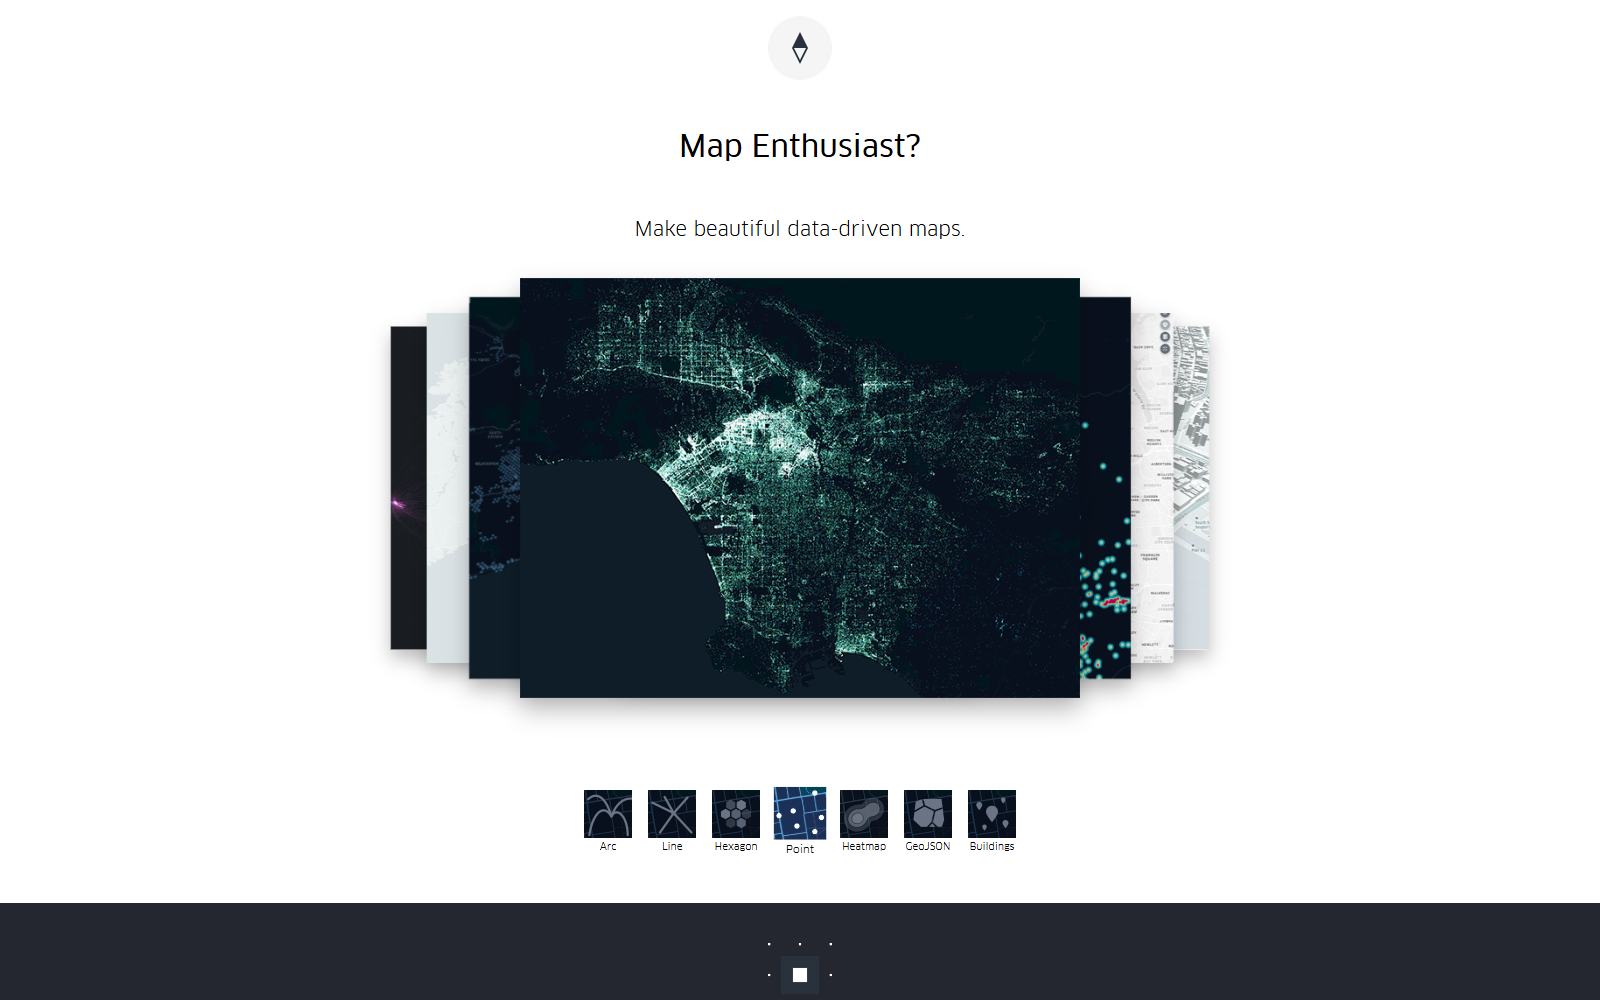 Map Enthusiast?
Make beautiful data-driven maps.
Arc
Line
Hexagon
Point
Heatmap
GeoJSON
Buildings